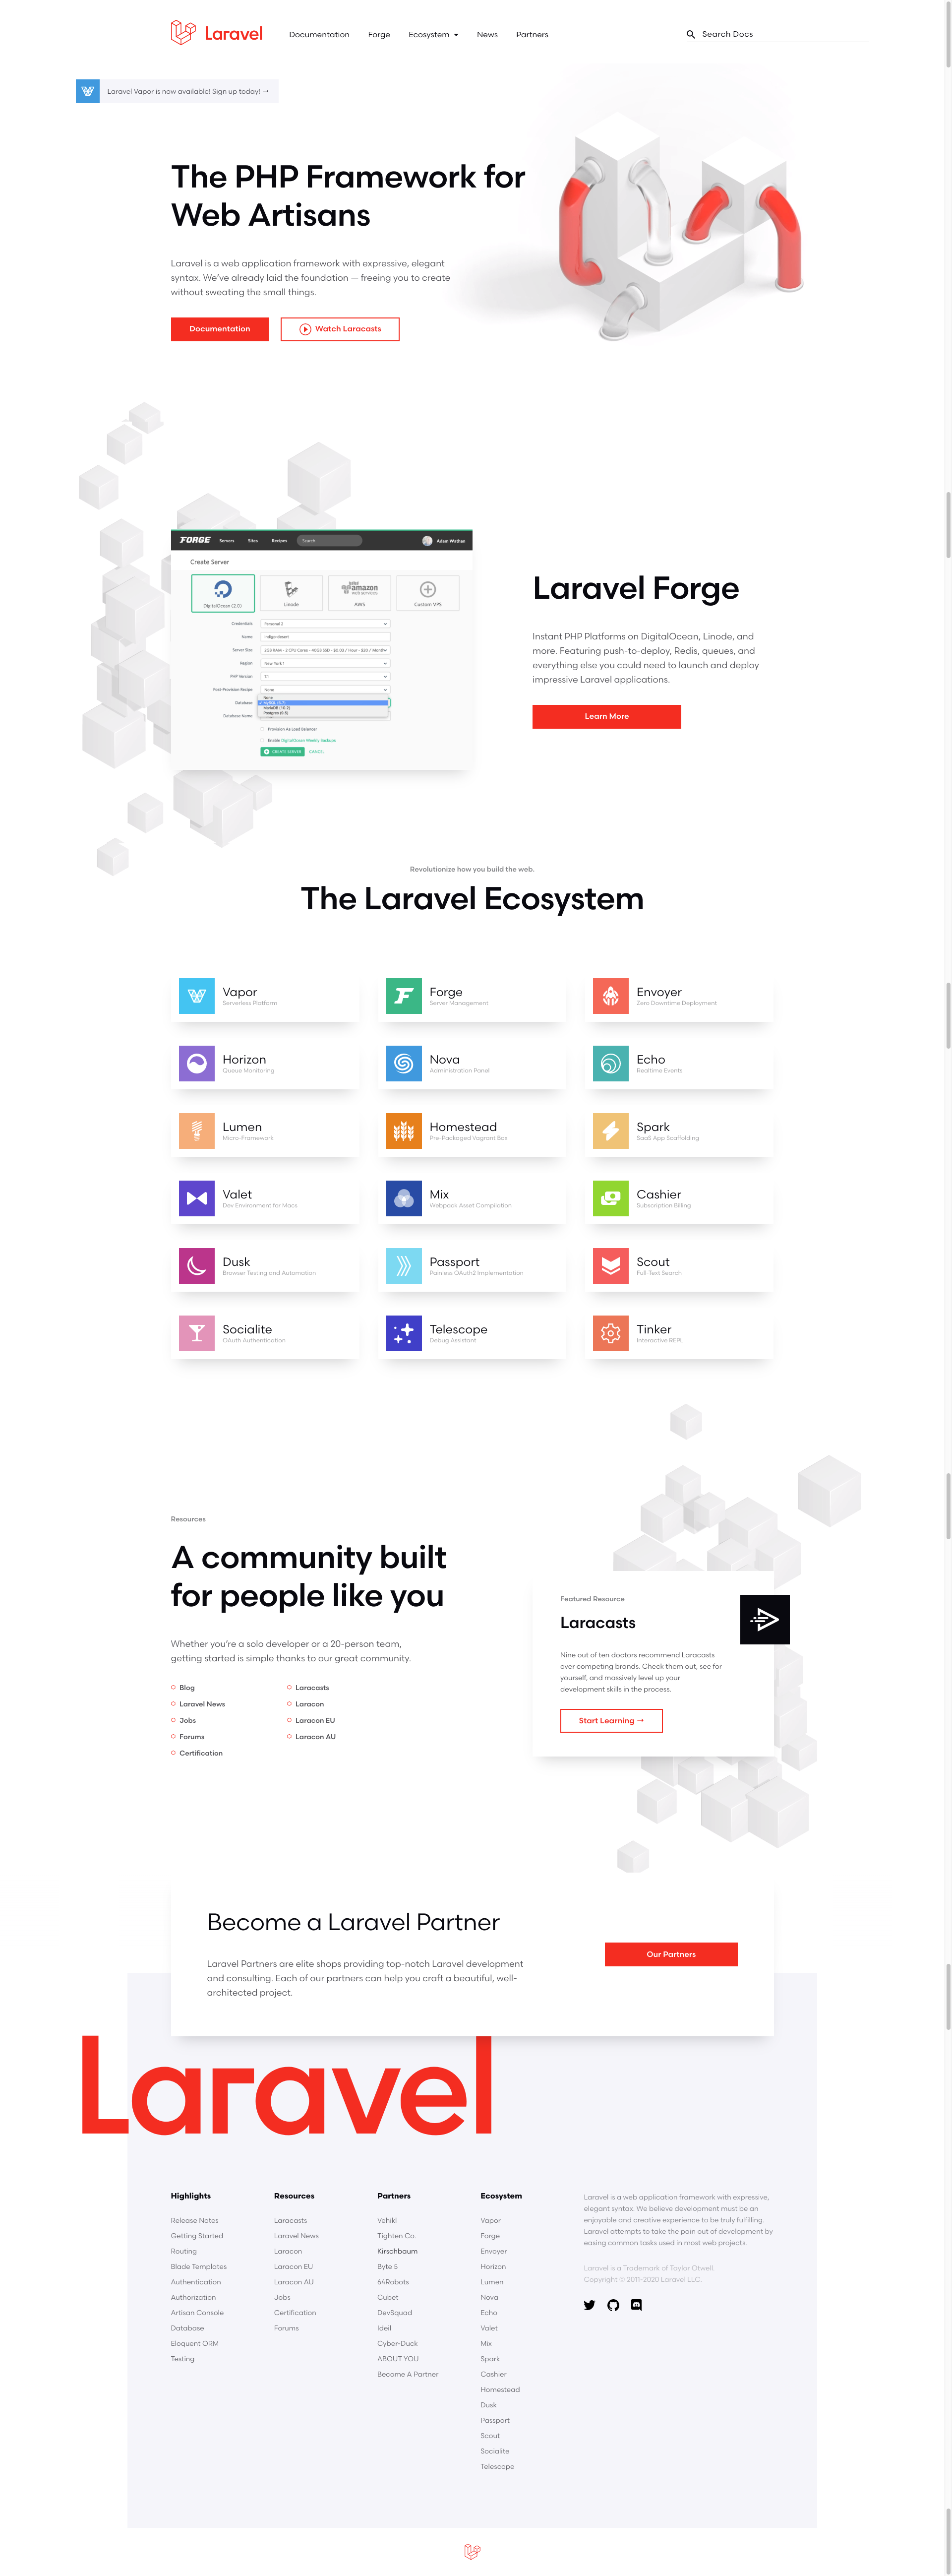 Laravel
Documentation Forge Ecosystem News Partners
Search Docs
Laravel Vapor is now available! Sign up today! →
The PHP Framework for
Web Artisans
Laravel is a web application framework with expressive, elegant
syntax. We've already laid the foundation — freeing you to create
without sweating the small things.
Documentation
Watch Laracasts
FORGE Servers Sites Recipes Search Adam Wathan
Create Server
DigitalOcean (2.0) Linode AWS Custom VPS
amazon
webservices
Credentials Personal 2
Name indigo-desert
Server Size
Region New York 1
PHP Version 7.1
Post-Provision Recipe None
None
Database
Database Name
Provision As Load Balancer
Enable DigitalOcean Weekly Backups
CREATE SERVER CANCEL
Laravel Forge
Instant PHP Platforms on DigitalOcean, Linode, and
more. Featuring push-to-deploy, Redis, queues, and
everything else you could need to launch and deploy
impressive Laravel applications.
Learn More
Revolutionize how you build the web.
The Laravel Ecosystem
Vapor
Serverless Platform
Forge
Server Management
Envoyer
Zero Downtime Deployment
Horizon
Queue Monitoring
Nova
Administration Panel
Echo
Realtime Events
Lumen
Micro-Framework
Homestead
Pre-Packaged Vagrant Box
Spark
SaaS App Scaffolding
Valet
Dev Environment for Macs
Mix
Webpack Asset Compilation
Cashier
Subscription Billing
Dusk
Browser Testing and Automation
Passport
Painless OAuth2 Implementation
Scout
Full-Text Search
Socialite
OAuth Authentication
Telescope
Debug Assistant
Tinker
Interactive REPL
Resources
A community built
for people like you
Whether you're a solo developer or a 20-person team,
getting started is simple thanks to our great community.
Blog
Laravel News
Jobs
Forums
Certification
Laracasts
Laracon
Laracon EU
Laracon AU
Featured Resource
Laracasts
Nine out of ten doctors recommend Laracasts
over competing brands. Check them out, see for
yourself, and massively level up your
development skills in the process.
Start Learning →
Become a Laravel Partner
Laravel Partners are elite shops providing top-notch Laravel development
and consulting. Each of our partners can help you craft a beautiful, well-
architected project.
Our Partners
Laravel
Highlights
Release Notes
Getting Started
Routing
Blade Templates
Authentication
Authorization
Artisan Console
Database
Eloquent ORM
Testing
Resources
Laracasts
Laravel News
Laracon
Laracon EU
Laracon AU
Jobs
Certification
Forums
Partners
Vehikl
Tighten Co.
Kirschbaum
Byte 5
64Robots
Cubet
DevSquad
Ideil
Cyber-Duck
ABOUT YOU
Become A Partner
Ecosystem
Vapor
Forge
Envoyer
Horizon
Lumen
Nova
Echo
Valet
Mix
Spark
Cashier
Homestead
Dusk
Passport
Scout
Socialite
Telescope
Laravel is a web application framework with expressive,
elegant syntax. We believe development must be an
enjoyable and creative experience to be truly fulfilling.
Laravel attempts to take the pain out of development by
easing common tasks used in most web projects.
Laravel is a Trademark of Taylor Otwell.
Copyright © 2011-2020 Laravel LLC.